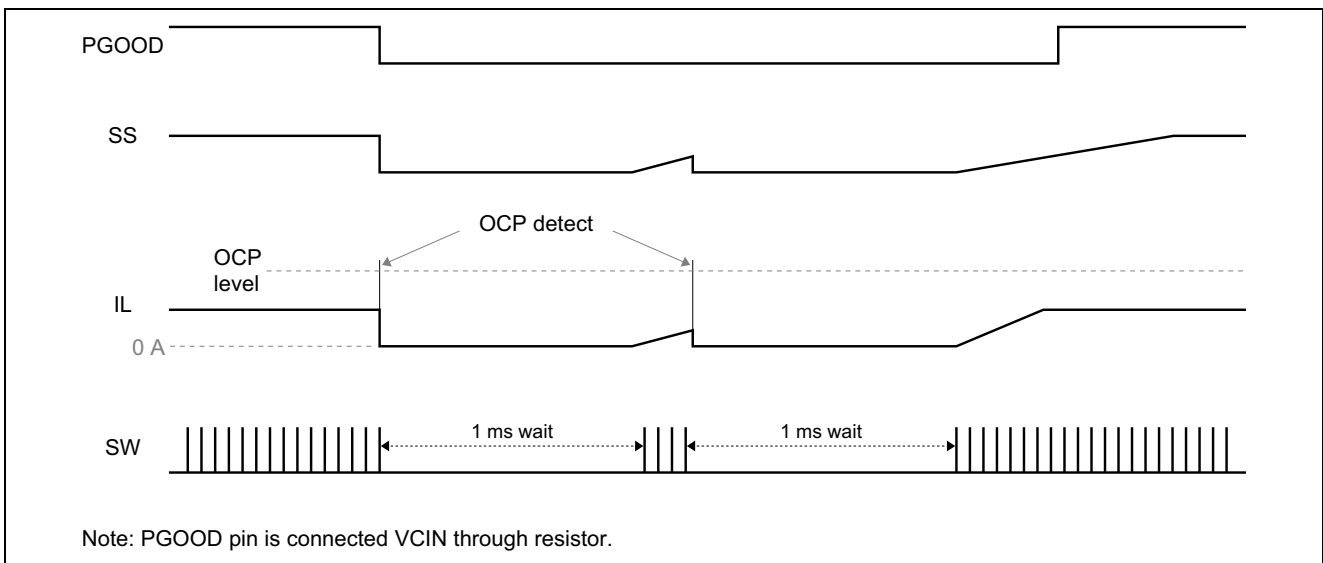 PGOOD
SS
OCP detect
OCP
level
IL
0 A
SW
1 ms wait
1 ms wait
Note: PGOOD pin is connected VCIN through resistor.